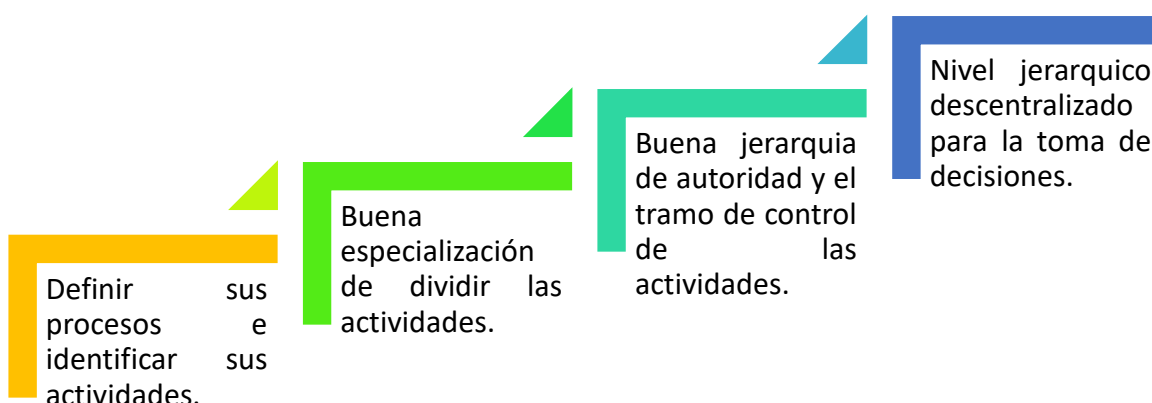 Definir sus
procesos e
identificar sus
actividades.
Buena
especialización
de dividir las
actividades.
Buena jerarquia
de autoridad y el
tramo de control
de las
actividades.
Nivel jerarquico
descentralizado
para la toma de
decisiones.